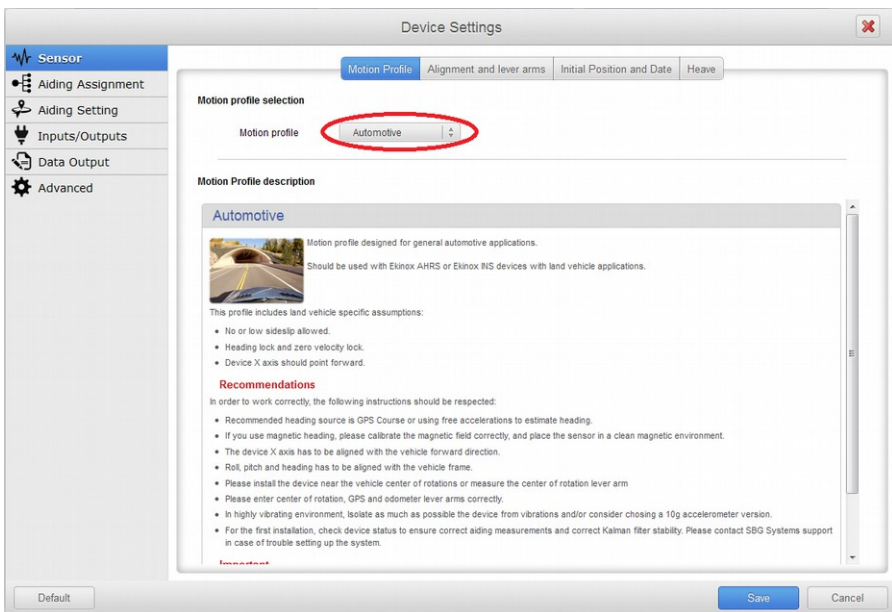 Device Settings
Sensor
Aiding Assignment
Aiding Setting
Inputs/Outputs
Data Output
Advanced
Motion Profile
Alignment and lever arms
Initial Position and Date
Heave
Motion profile selection
Motion profile
Automotive
Motion Profile description
Automotive
Motion profile designed for general automotive applications.
Should be used with Ekinox AHRS or Ekinox INS devices with land vehicle applications.
This profile includes land vehicle specific assumptions:
• No or low sideslip allowed.
• Heading lock and zero velocity lock.
• Device X axis should point forward.
Recommendations
In order to work correctly, the following instructions should be respected:
• Recommended heading source is GPS Course or using free accelerations to estimate heading.
• If you use magnetic heading, please calibrate the magnetic field correctly, and place the sensor in a clean magnetic environment.
• The device X axis has to be aligned with the vehicle forward direction.
• Roll, pitch and heading has to be aligned with the vehicle frame.
• Please install the device near the vehicle center of rotations or measure the center of rotation lever arm
• Please enter center of rotation, GPS and odometer lever arms correctly.
• In highly vibrating environment, Isolate as much as possible the device from vibrations and/or consider chosing a 10g accelerometer version.
• For the first installation, check device status to ensure correct aiding measurements and correct Kalman filter stability. Please contact SBG Systems support
in case of trouble setting up the system.
Important
Default
Save
Cancel